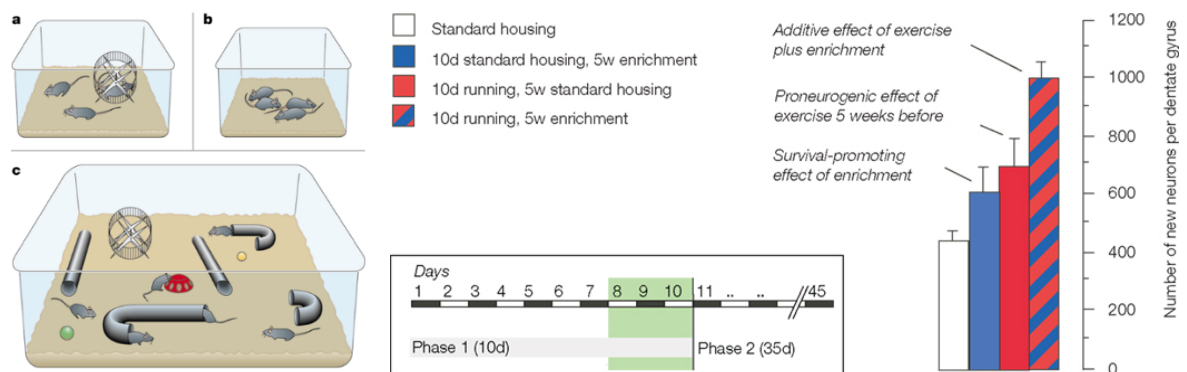 a
b
c
Standard housing
10d standard housing, 5w enrichment
10d running, 5w standard housing
10d running, 5w enrichment
Days
1 2 3 4 5 6 7 8 9 10 11 .. .. 45
Phase 1 (10d) Phase 2 (35d)
Additive effect of exercise
plus enrichment
Proneurogenic effect of
exercise 5 weeks before
Survival-promoting
effect of enrichment
1200
1000
800
600
400
200
0
Number of new neurons per dentate gyrus